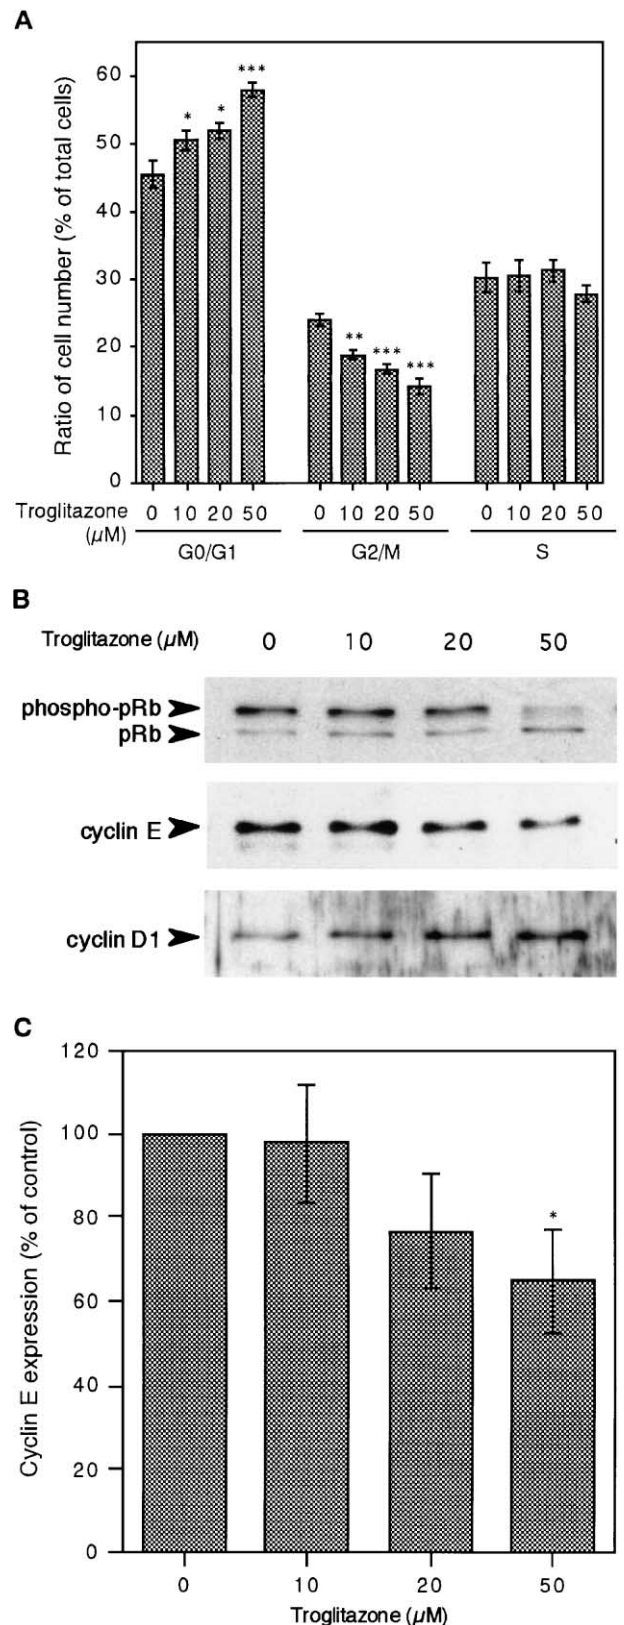 A
Ratio of cell number (% of total cells)
60
50
40
30
20
10
0
*
*
***
**
***
***
Troglitazone
(µM)
0 10 20 50 0 10 20 50 0 10 20 50
G0/G1 G2/M S
B
Troglitazone (µM) 0 10 20 50
phospho-pRb
pRb
cyclin E
cyclin D1
C
Cyclin E expression (% of control)
120
100
80
60
40
20
0
*
0 10 20 50
Troglitazone (µM)